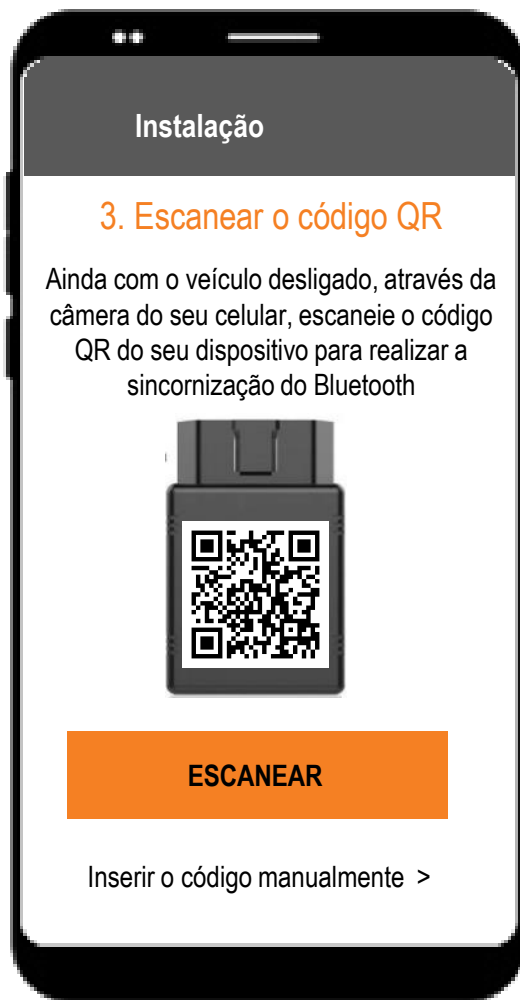 Instalação
3. Escanear o código QR
Ainda com o veículo desligado, através da
câmera do seu celular, escaneie o código
QR do seu dispositivo para realizar a
sincornização do Bluetooth
ESCANEAR
Inserir o código manualmente >